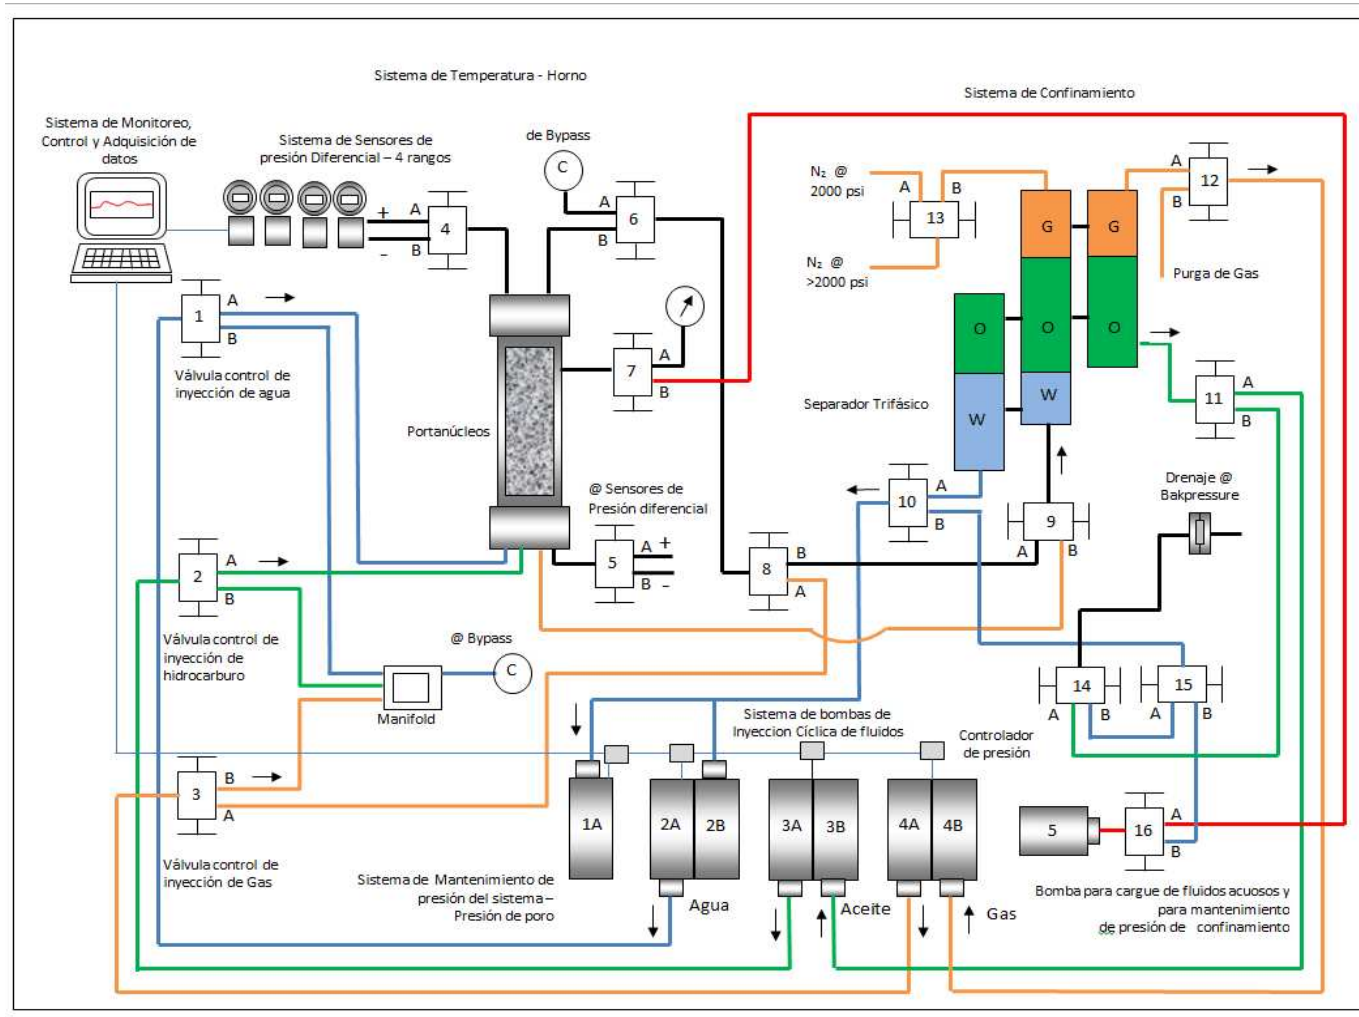 Sistema de Temperatura - Horno
Sistema de Confinamiento
Sistema de Monitoreo,
Control y Adquisición de
datos
Sistema de Sensores de
presión Diferencial – 4 rangos
de Bypass
C
+
-
A
B
4
A
B
6
N₂ @
2000 psi
A
B
13
N₂ @
>2000 psi
G
G
A
B
12
Purga de Gas
1
A
B
Válvula control de
inyección de agua
7
A
B
O
O
O
W
W
Separador Trifásico
11
A
B
Portanúcleos
@ Sensores de
Presión diferencial
5
A
+
B
-
8
B
A
10
A
B
9
A
B
Drenaje @
Bakpressure
2
A
B
Válvula control de
inyección de
hidrocarburo
@ Bypass
C
Manifold
14
A
B
15
A
B
Sistema de bombas de
Inyeccion Cíclica de fluidos
Controlador
de presión
3
B
A
Válvula control de
inyección de Gas
1A
2A
2B
3A
3B
4A
4B
5
16
A
B
Sistema de Mantenimiento de
presión del sistema –
Presión de poro
Agua
Aceite
Gas
Bomba para cargue de fluidos acuosos y
para mantenimiento
de presión de confinamiento